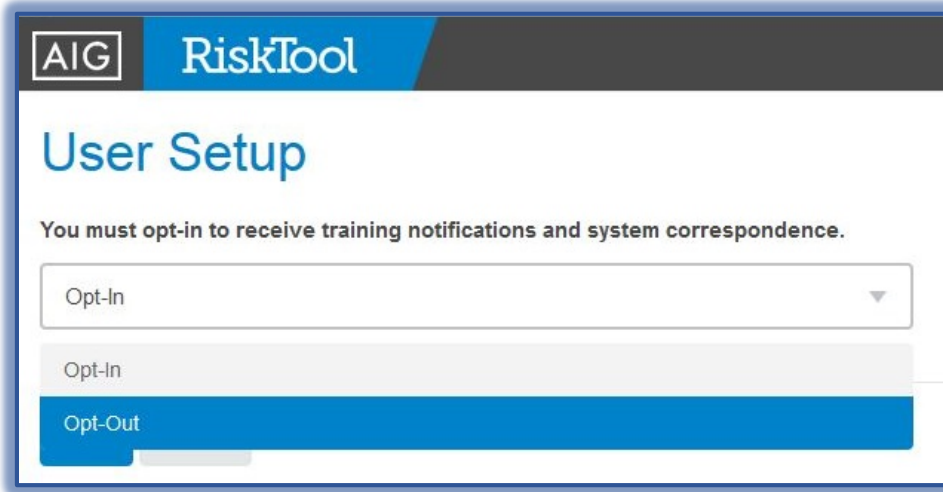 AIG RiskTool
User Setup
You must opt-in to receive training notifications and system correspondence.
Opt-In
Opt-In
Opt-Out